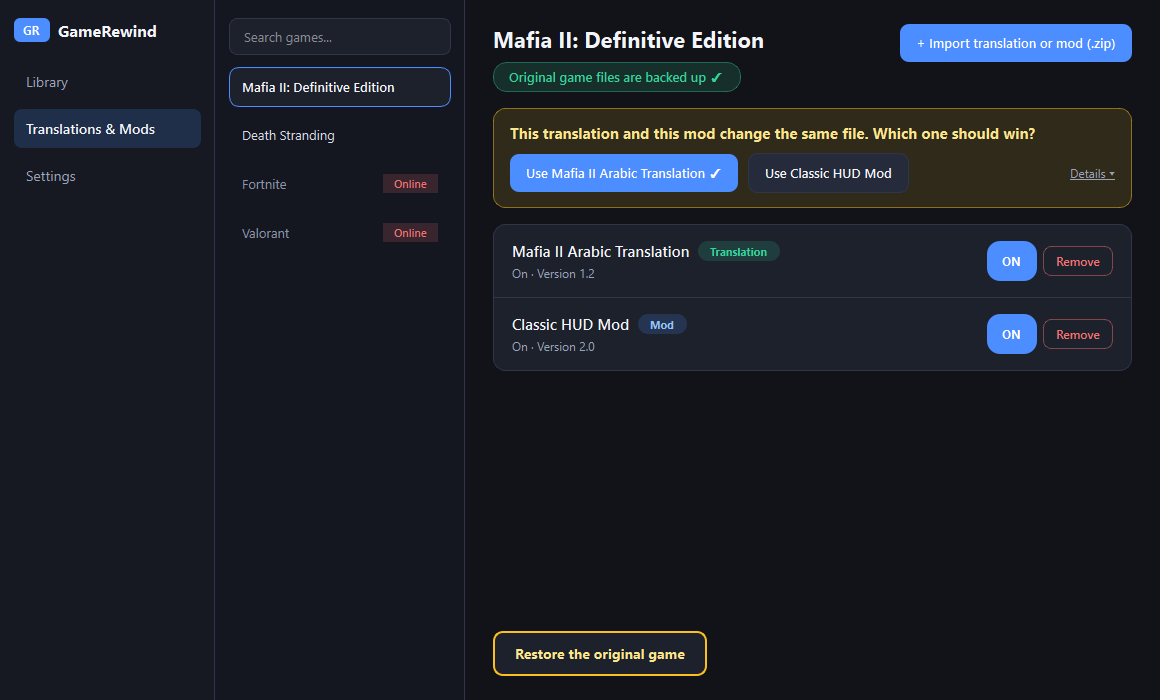 GR GameRewind
Library
Translations & Mods
Settings
Search games...
Mafia II: Definitive Edition
Death Stranding
Fortnite Online
Valorant Online
Mafia II: Definitive Edition
+ Import translation or mod (.zip)
Original game files are backed up ✓
This translation and this mod change the same file. Which one should win?
Use Mafia II Arabic Translation ✓ Use Classic HUD Mod Details ▾
Mafia II Arabic Translation Translation
On · Version 1.2
ON Remove
Classic HUD Mod Mod
On · Version 2.0
ON Remove
Restore the original game